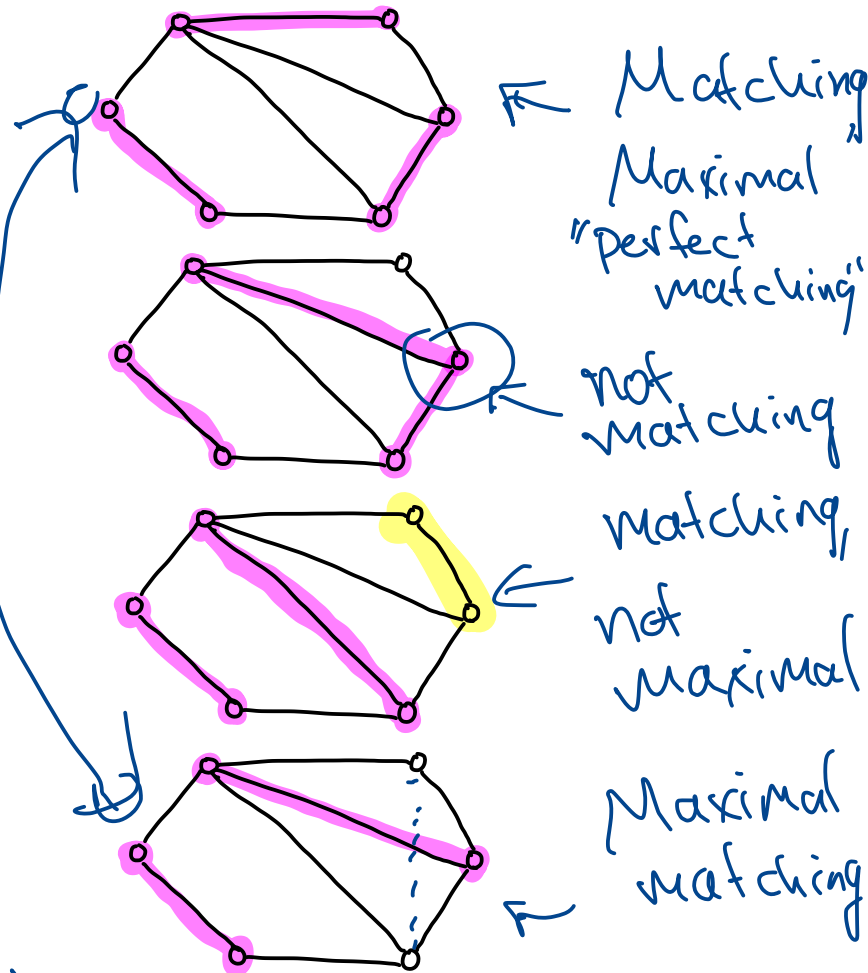 Matching,
Maximal
"perfect
matching"
not
matching
matching,
not
maximal
Maximal
matching